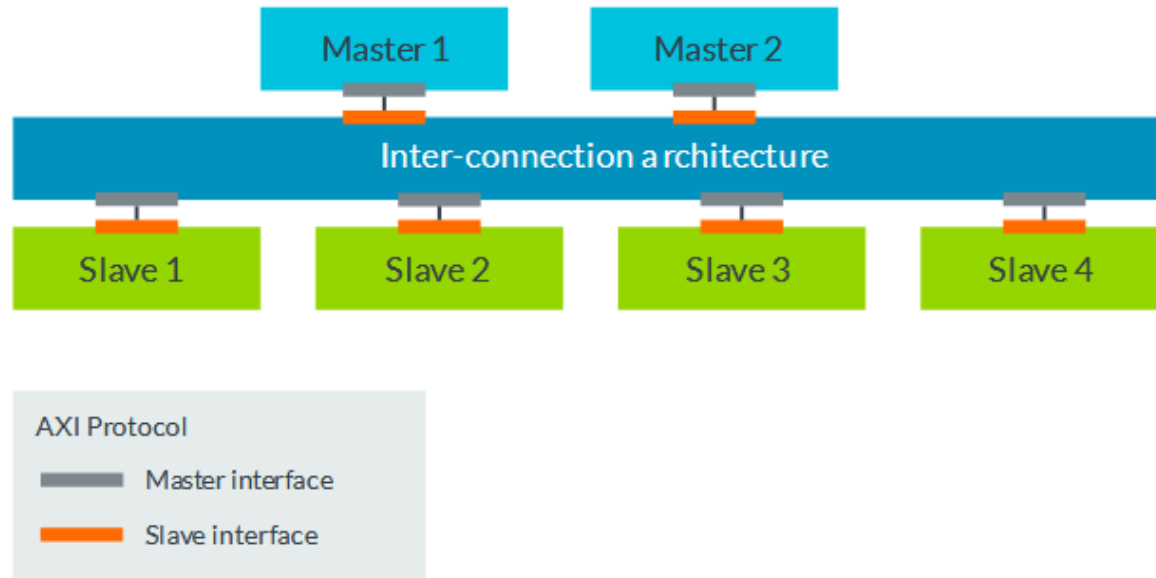 Master 1
Master 2
Inter-connection a rchitecture
Slave 1
Slave 2
Slave 3
Slave 4
AXI Protocol
Master interface
Slave interface